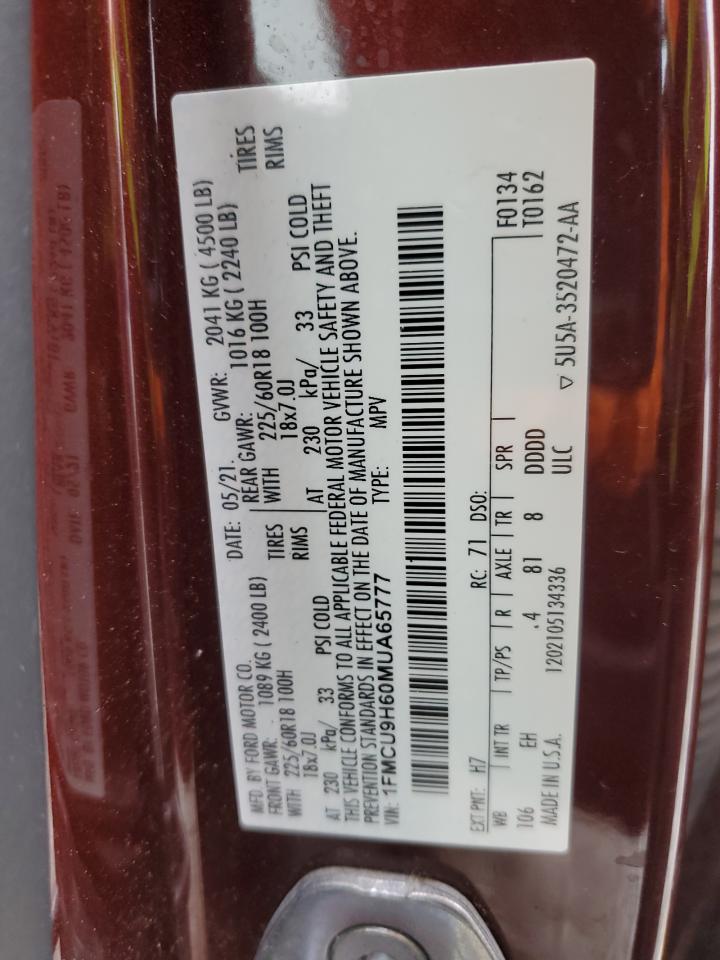 MFD. BY FORD MOTOR CO.
DATE: 05/21 GVWR: 2041 KG ( 4500 LB)
FRONT GAWR: 1089 KG ( 2400 LB) REAR GAWR: 1016 KG ( 2240 LB)
WITH 225/60R18 100H TIRES WITH 225/60R18 100H TIRES
18x7.0J RIMS 18x7.0J RIMS
AT 230 kPa/ 33 PSI COLD AT 230 kPa/ 33 PSI COLD
THIS VEHICLE CONFORMS TO ALL APPLICABLE FEDERAL MOTOR VEHICLE SAFETY AND THEFT
PREVENTION STANDARDS IN EFFECT ON THE DATE OF MANUFACTURE SHOWN ABOVE.
VIN: 1FMCU9H60MUA65777 TYPE: MPV
EXT PNT: H7 RC: 71 DSO:
WB INT TR TP/PS R AXLE TR SPR F0134
106 EH 4 81 8 DDDD T0162
MADE IN U.S.A. 1202105134336 ULC ▽ 5U5A-3520472-AA